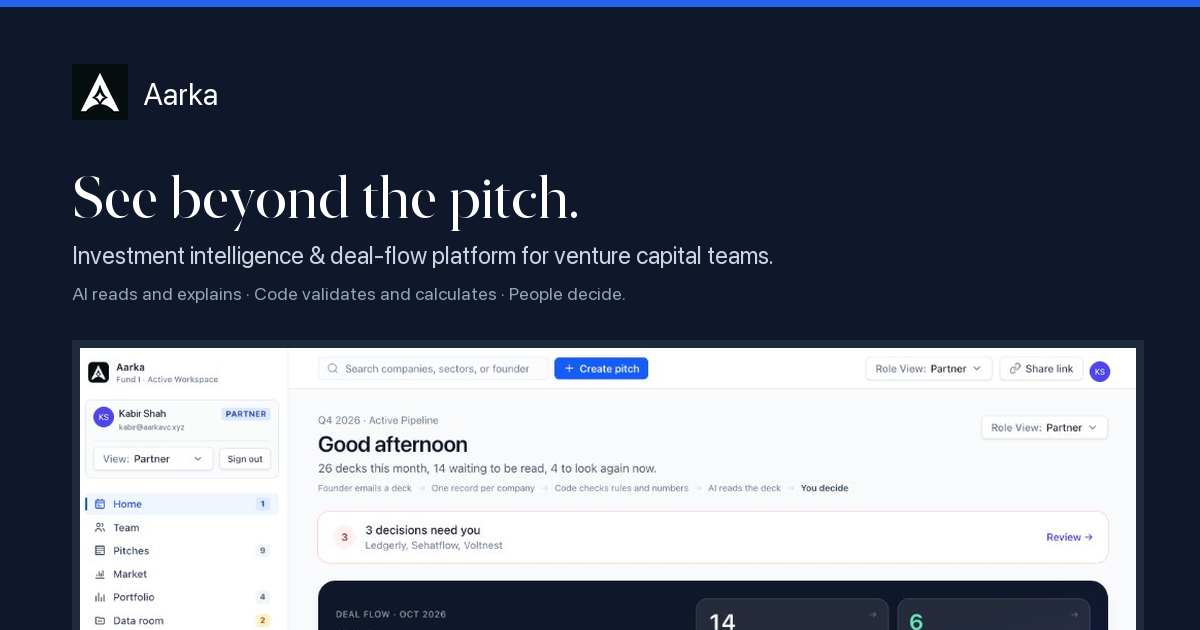 Aarka
See beyond the pitch.
Investment intelligence & deal-flow platform for venture capital teams.
AI reads and explains · Code validates and calculates · People decide.
Aarka
Fund I · Active Workspace
Search companies, sectors, or founder
+ Create pitch
Role View: Partner
Share link
KS
KS
Kabir Shah
PARTNER
kabir@aarkavc.xyz
View: Partner
Sign out
Home 1
Team
Pitches 9
Market
Portfolio 4
Data room 2
Q4 2026 · Active Pipeline
Good afternoon
Role View: Partner
26 decks this month, 14 waiting to be read, 4 to look again now.
Founder emails a deck → One record per company → Code checks rules and numbers → AI reads the deck → You decide
3
3 decisions need you
Ledgerly, Sehatflow, Voltnest
Review →
DEAL FLOW · OCT 2026
14 →
6 →